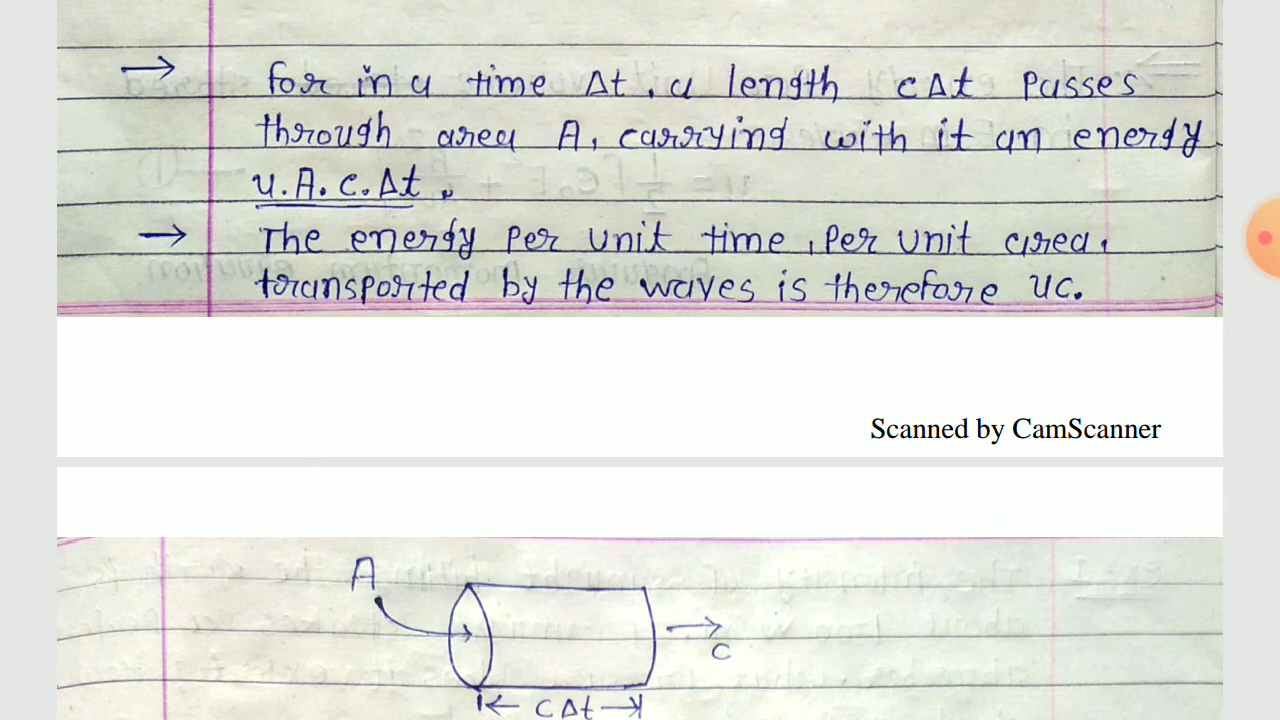 → for in a time Δt, a length cΔt Passes
through area A, carrying with it an energy
u.A.c.Δt.
→ The energy Per unit time, Per unit area,
transported by the waves is therefore uc.
Scanned by CamScanner
A
→
c
|← cΔt →|